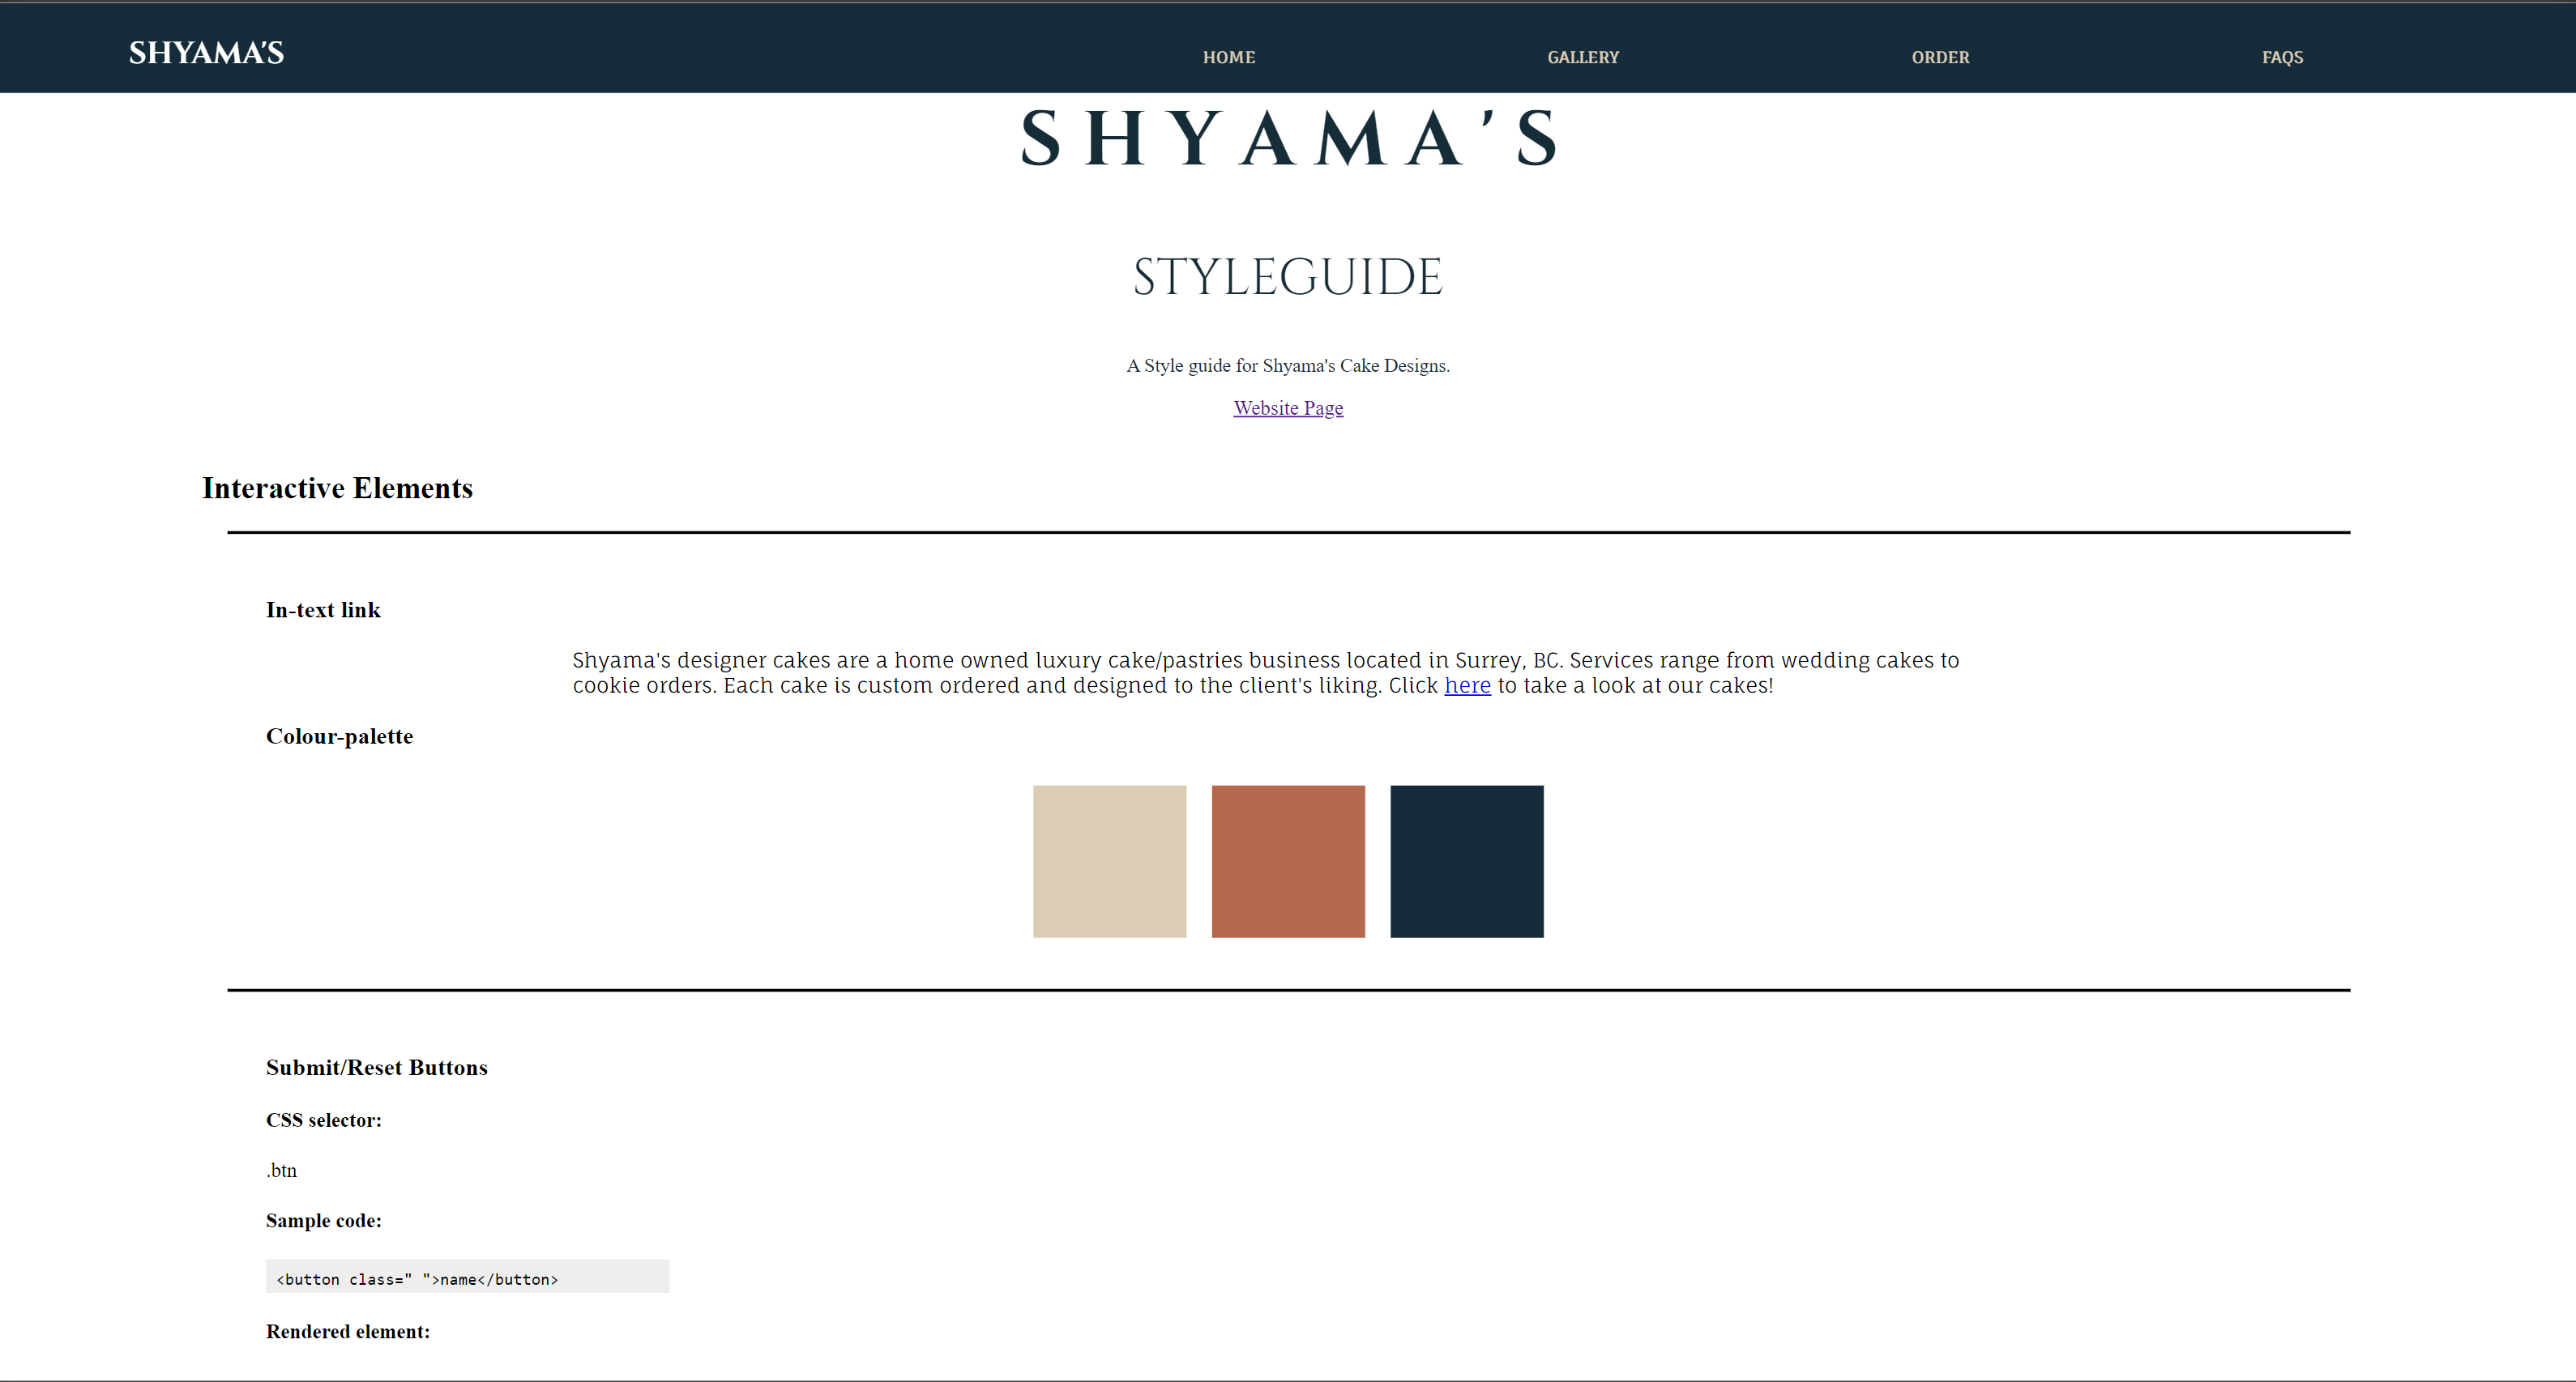 SHYAMA'S
HOME
GALLERY
ORDER
FAQS
SHYAMA'S
STYLEGUIDE
A Style guide for Shyama's Cake Designs.
Website Page
Interactive Elements
In-text link
Shyama's designer cakes are a home owned luxury cake/pastries business located in Surrey, BC. Services range from wedding cakes to
cookie orders. Each cake is custom ordered and designed to the client's liking. Click here to take a look at our cakes!
Colour-palette
Submit/Reset Buttons
CSS selector:
.btn
Sample code:
<button class=" ">name</button>
Rendered element: